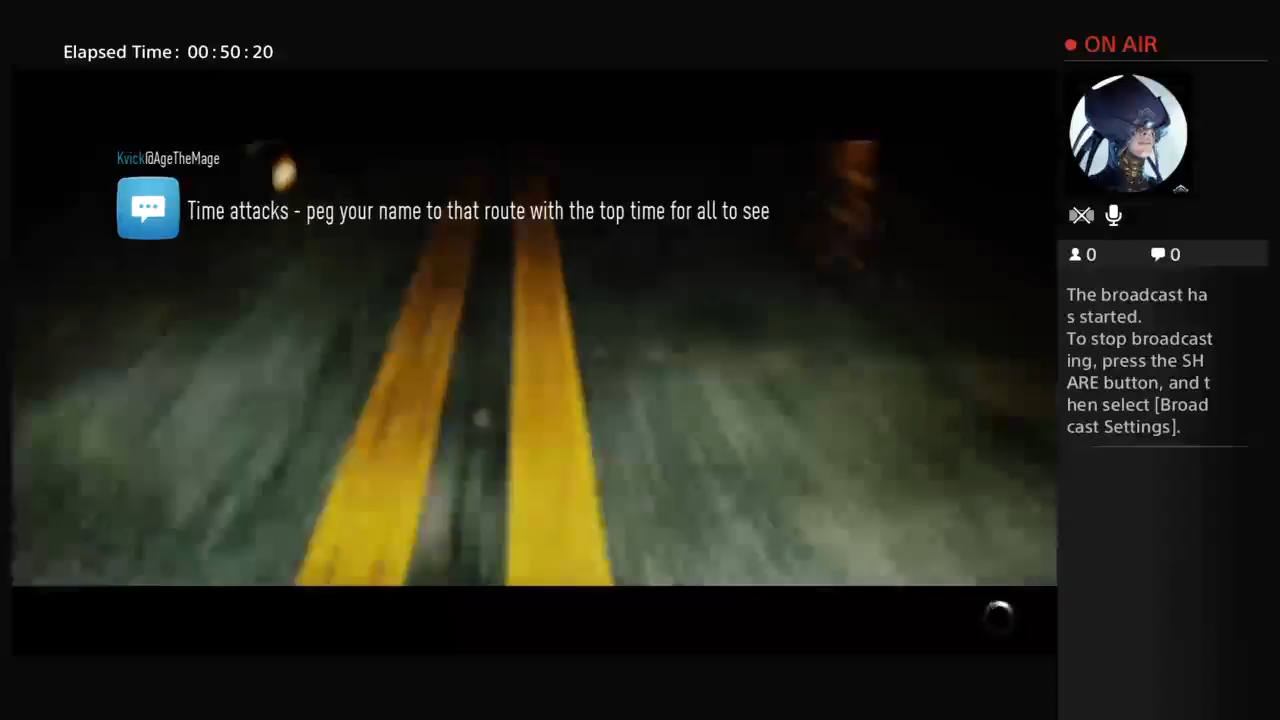 Elapsed Time: 00:50:20
ON AIR
Kvick@AgeTheMage
Time attacks - peg your name to that route with the top time for all to see
0 0
The broadcast ha
s started.
To stop broadcast
ing, press the SH
ARE button, and t
hen select [Broad
cast Settings].